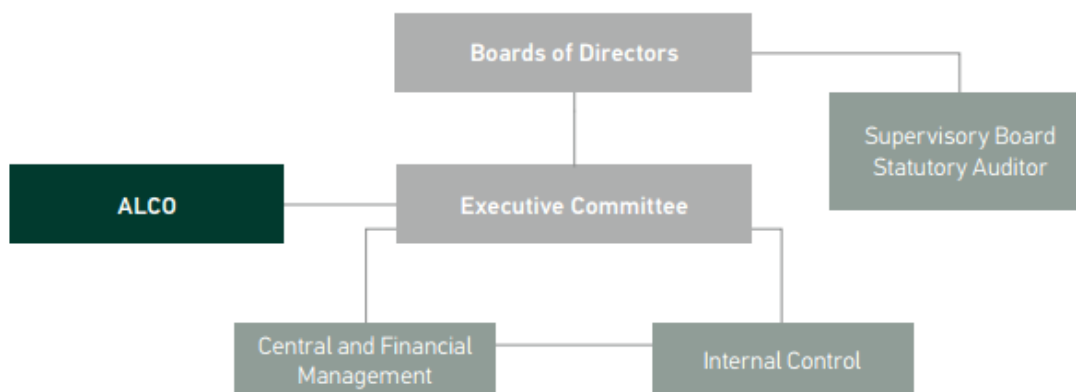 Boards of Directors
Supervisory Board
Statutory Auditor
ALCO
Executive Committee
Central and Financial
Management
Internal Control